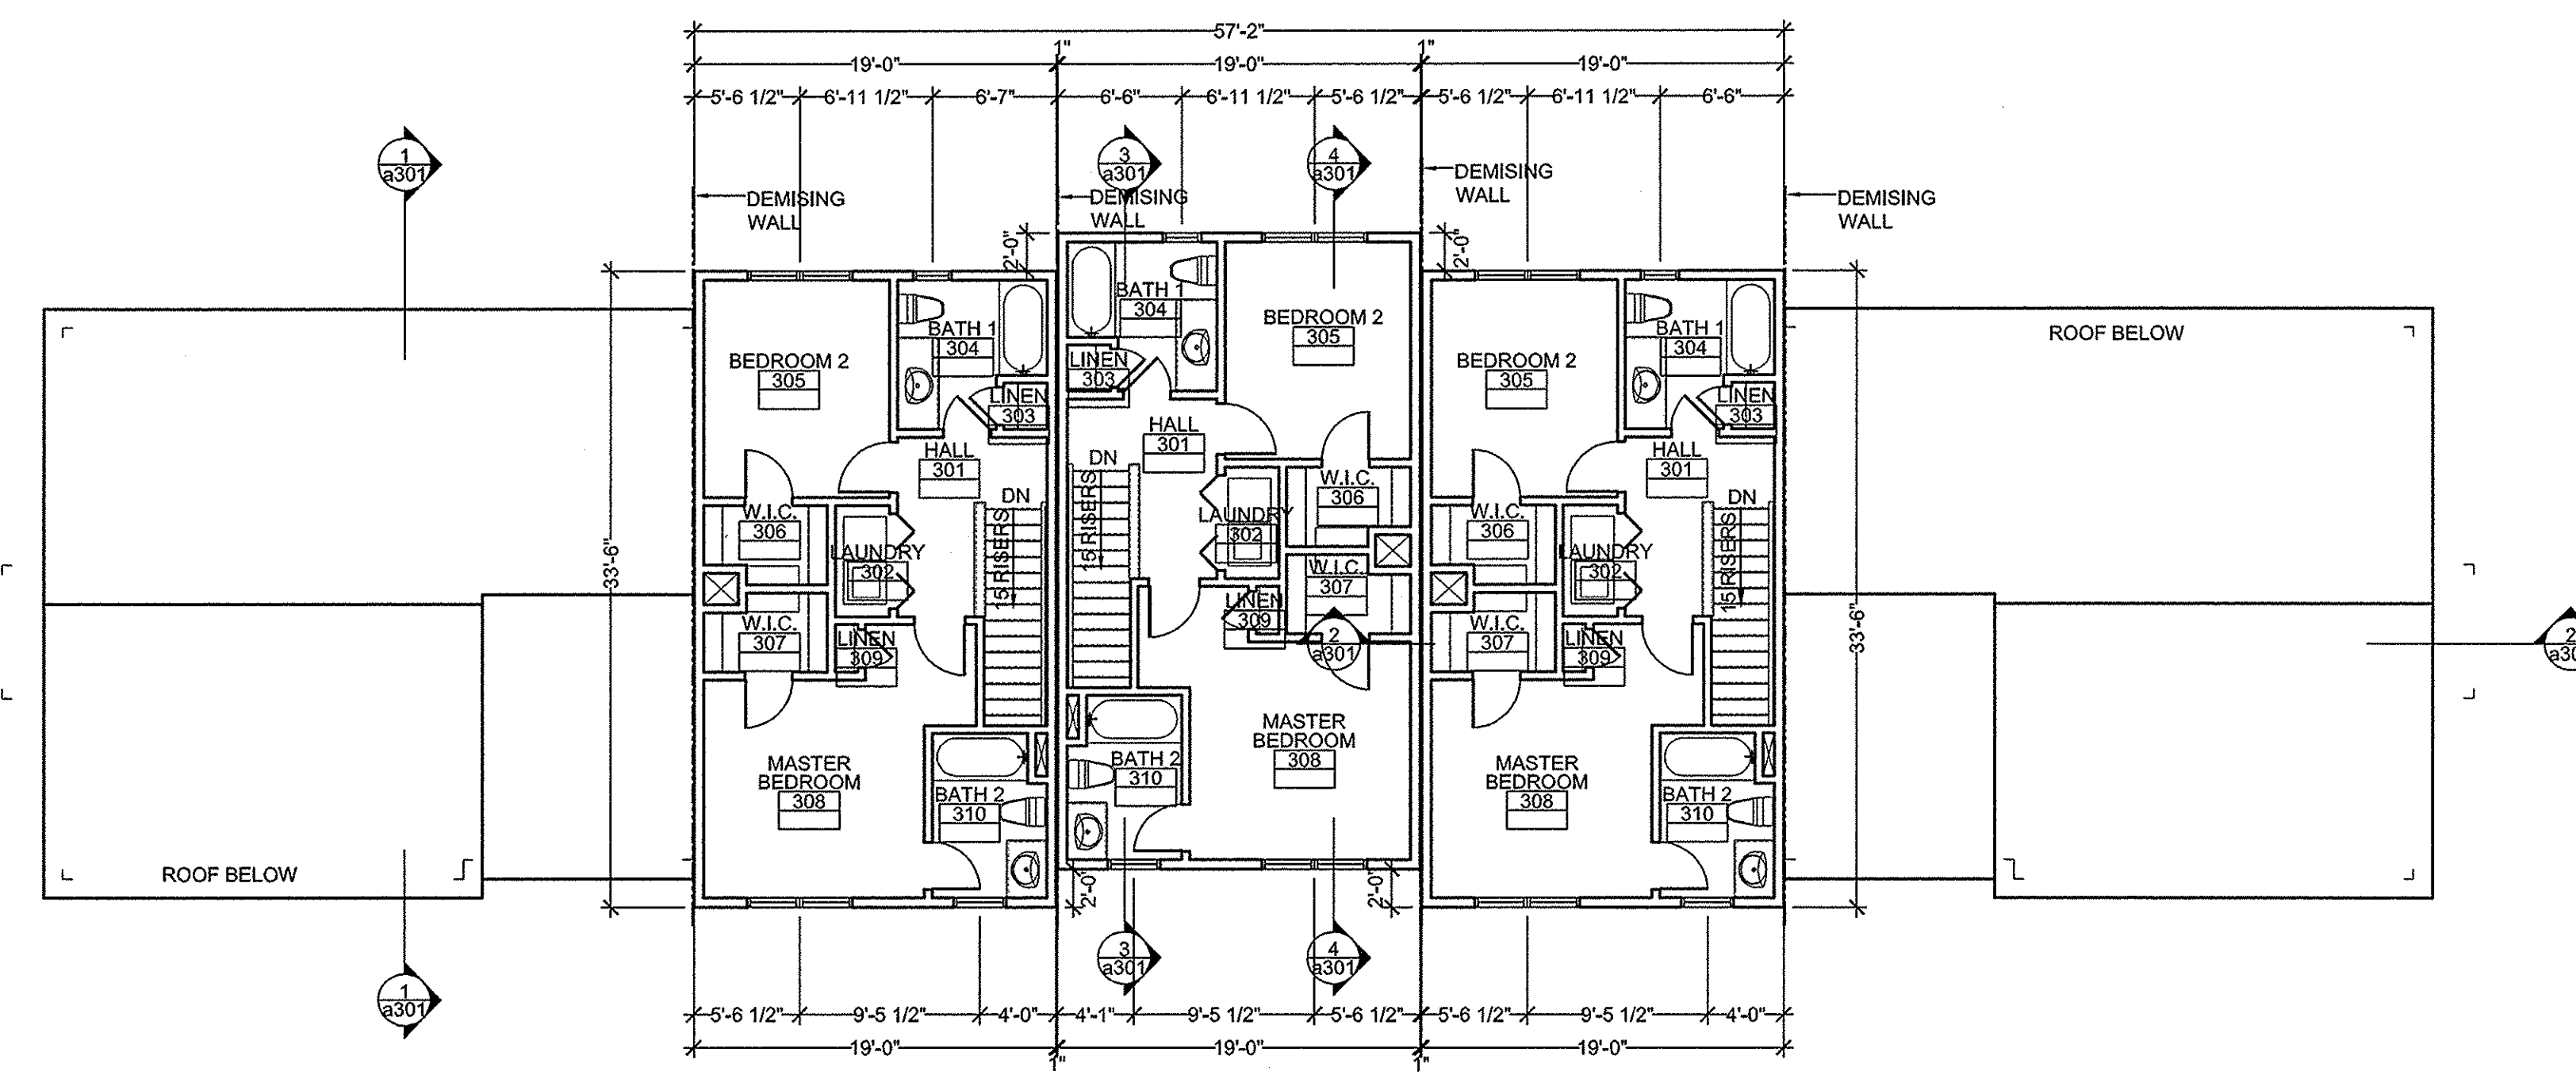 57'-2"
1" 1"
19'-0" 19'-0" 19'-0"
5'-6 1/2" 6'-11 1/2" 6'-7" 6'-6" 6'-11 1/2" 5'-6 1/2" 5'-6 1/2" 6'-11 1/2" 6'-6"
1
a301
3
a301
4
a301
DEMISING
WALL
DEMISING
WALL
DEMISING
WALL
DEMISING
WALL
2'-0"
2'-0"
33'-6"
BEDROOM 2
305
BATH 1
304
LINEN
303
HALL
301
DN
15 RISERS
W.I.C.
306
LAUNDRY
302
W.I.C.
307
LINEN
309
MASTER
BEDROOM
308
BATH 2
310
ROOF BELOW
BATH 1
304
BEDROOM 2
305
LINEN
303
HALL
301
DN
15 RISERS
W.I.C.
306
LAUNDRY
302
W.I.C.
307
LINEN
309
2
a301
MASTER
BEDROOM
308
BATH 2
310
2'-0"
2'-0"
BEDROOM 2
305
BATH 1
304
LINEN
303
HALL
301
DN
15 RISERS
W.I.C.
306
LAUNDRY
302
W.I.C.
307
LINEN
309
MASTER
BEDROOM
308
BATH 2
310
33'-6"
ROOF BELOW
2
1
a301
3
a301
4
a301
5'-6 1/2" 9'-5 1/2" 4'-0" 4'-1" 9'-5 1/2" 5'-6 1/2" 5'-6 1/2" 9'-5 1/2" 4'-0"
19'-0" 19'-0" 19'-0"
1" 1"